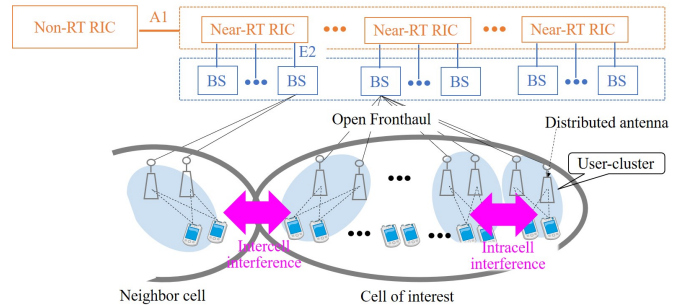 Non-RT RIC
A1
Near-RT RIC
Near-RT RIC
Near-RT RIC
E2
BS
BS
BS
BS
BS
BS
Open Fronthaul
Distributed antenna
User-cluster
Intercell
interference
Intracell
interference
Neighbor cell
Cell of interest